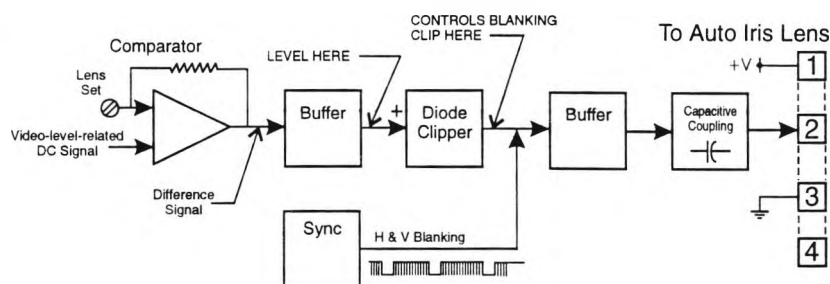 CONTROLS BLANKING
CLIP HERE
To Auto Iris Lens
Comparator
LEVEL HERE
+V
1
Lens
Set
Buffer
+
Diode
Clipper
Buffer
Capacitive
Coupling
2
Video-level-related
DC Signal
Difference
Signal
3
Sync
H & V Blanking
4